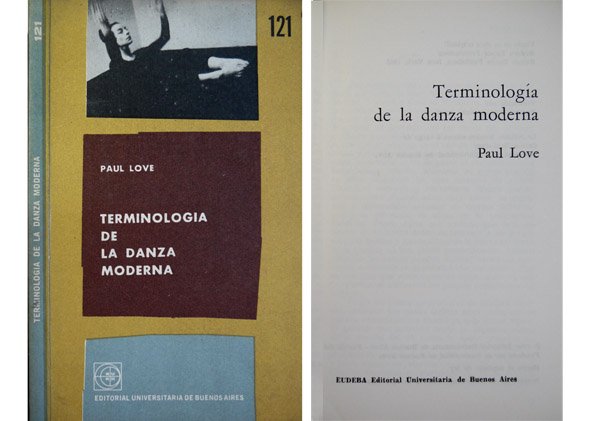 121
TERMINOLOGIA DE LA DANZA MODERNA
121
PAUL LOVE
TERMINOLOGIA
DE
LA DANZA
MODERNA
EDITORIAL UNIVERSITARIA DE BUENOS AIRES
Terminología
de la danza moderna
Paul Love
EUDEBA Editorial Universitaria de Buenos Aires